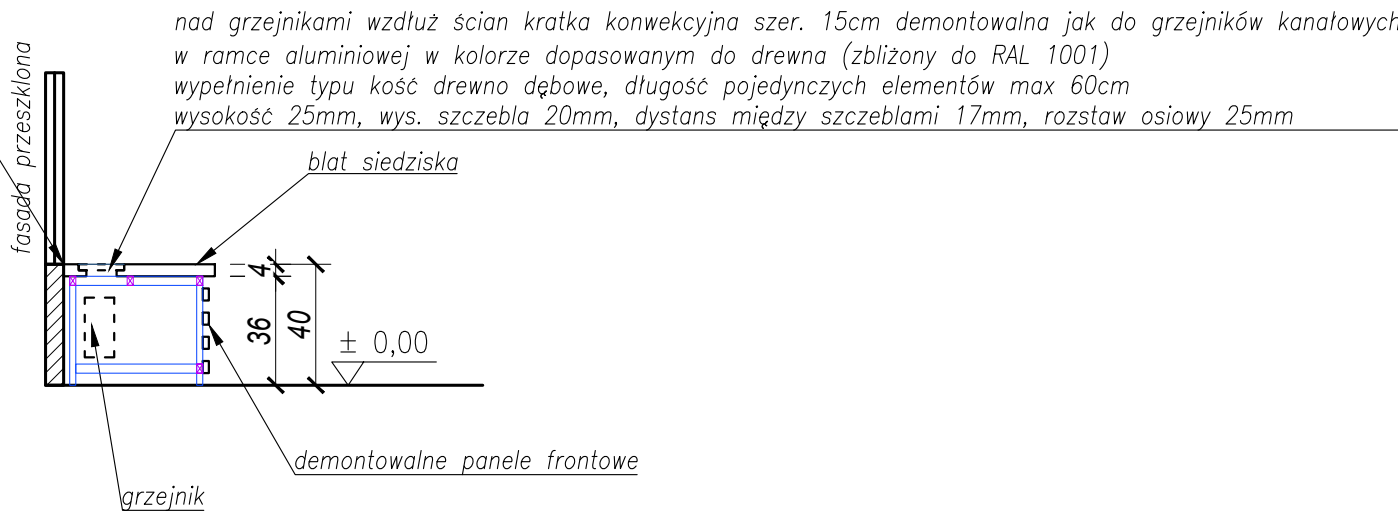 nad grzejnikami wzdłuż ścian kratka konwekcyjna szer. 15cm demontowalna jak do grzejników kanałowych
w ramce aluminiowej w kolorze dopasowanym do drewna (zbliżony do RAL 1001)
wypełnienie typu kość drewno dębowe, długość pojedynczych elementów max 60cm
wysokość 25mm, wys. szczebla 20mm, dystans między szczeblami 17mm, rozstaw osiowy 25mm
fasada przeszklona
blat siedziska
4
36
40
± 0,00
demontowalne panele frontowe
grzejnik